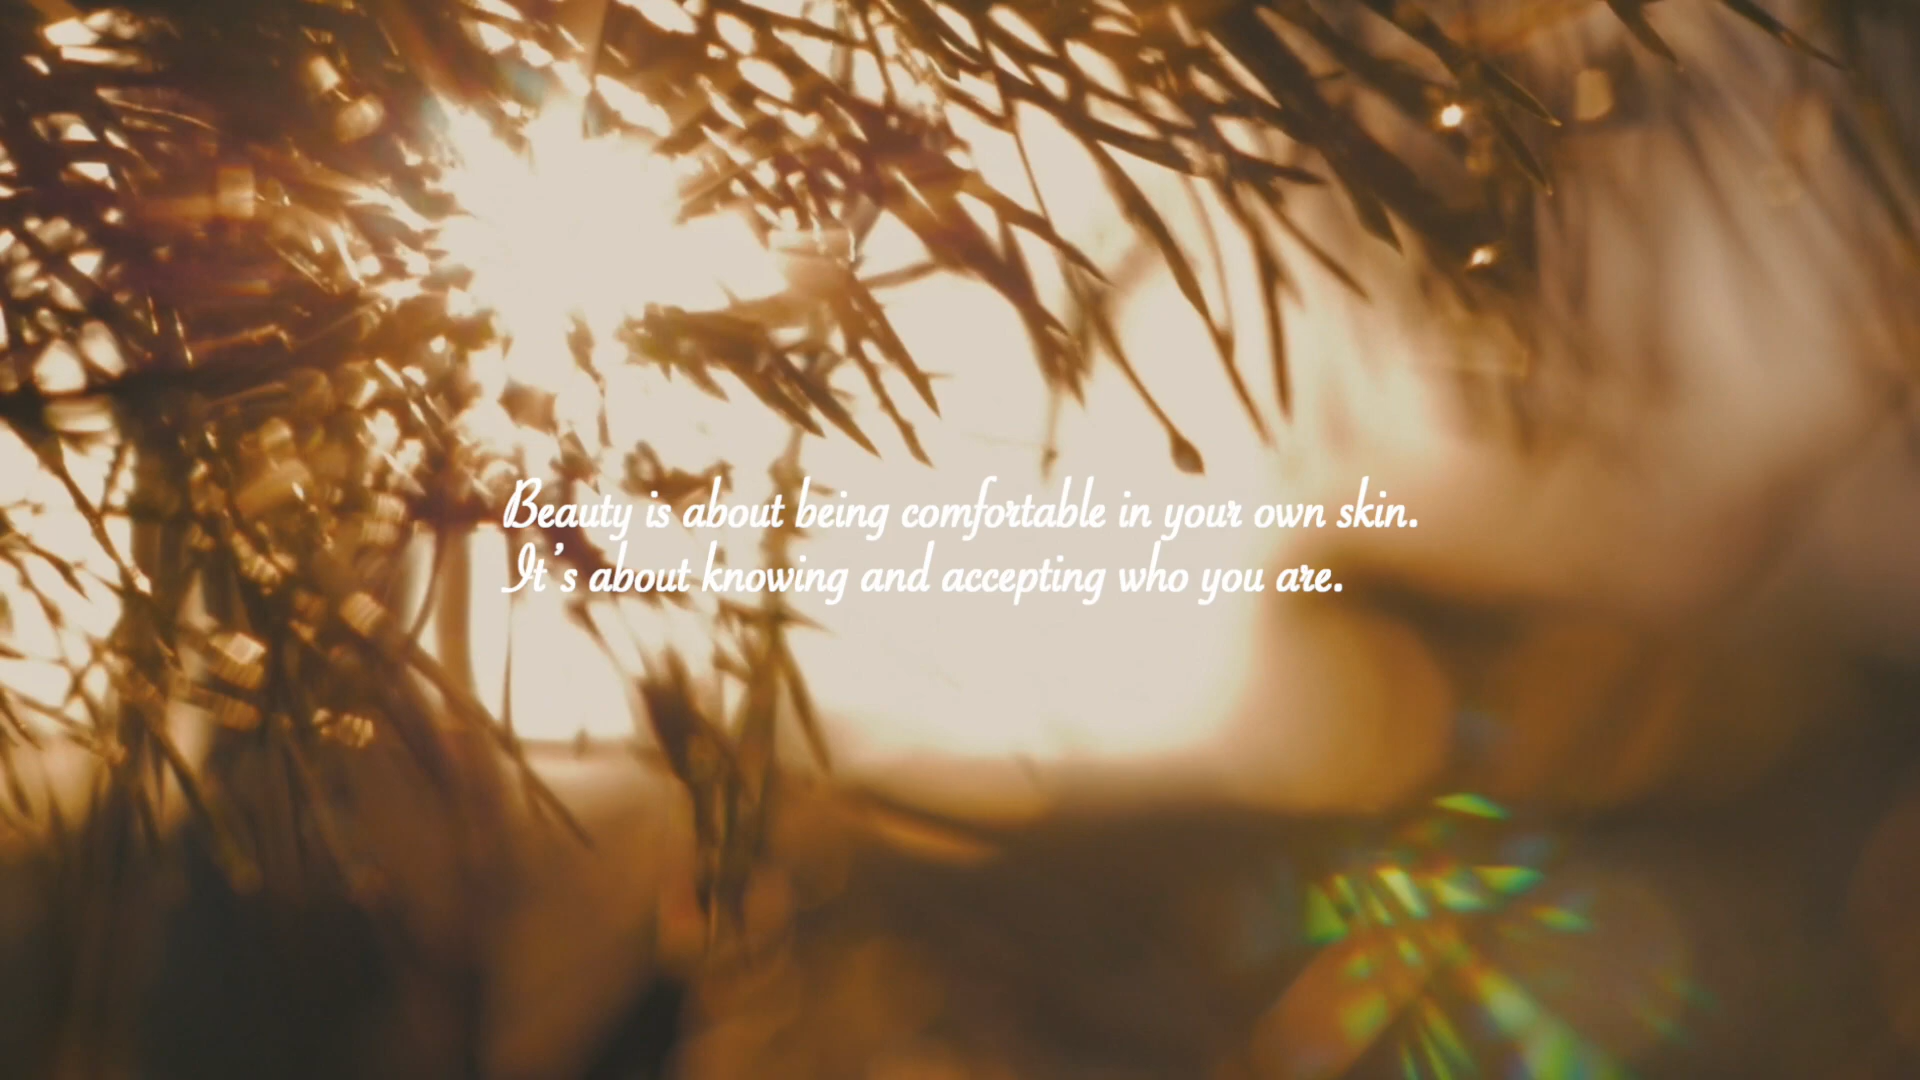 Beauty is about being comfortable in your own skin.
It's about knowing and accepting who you are.